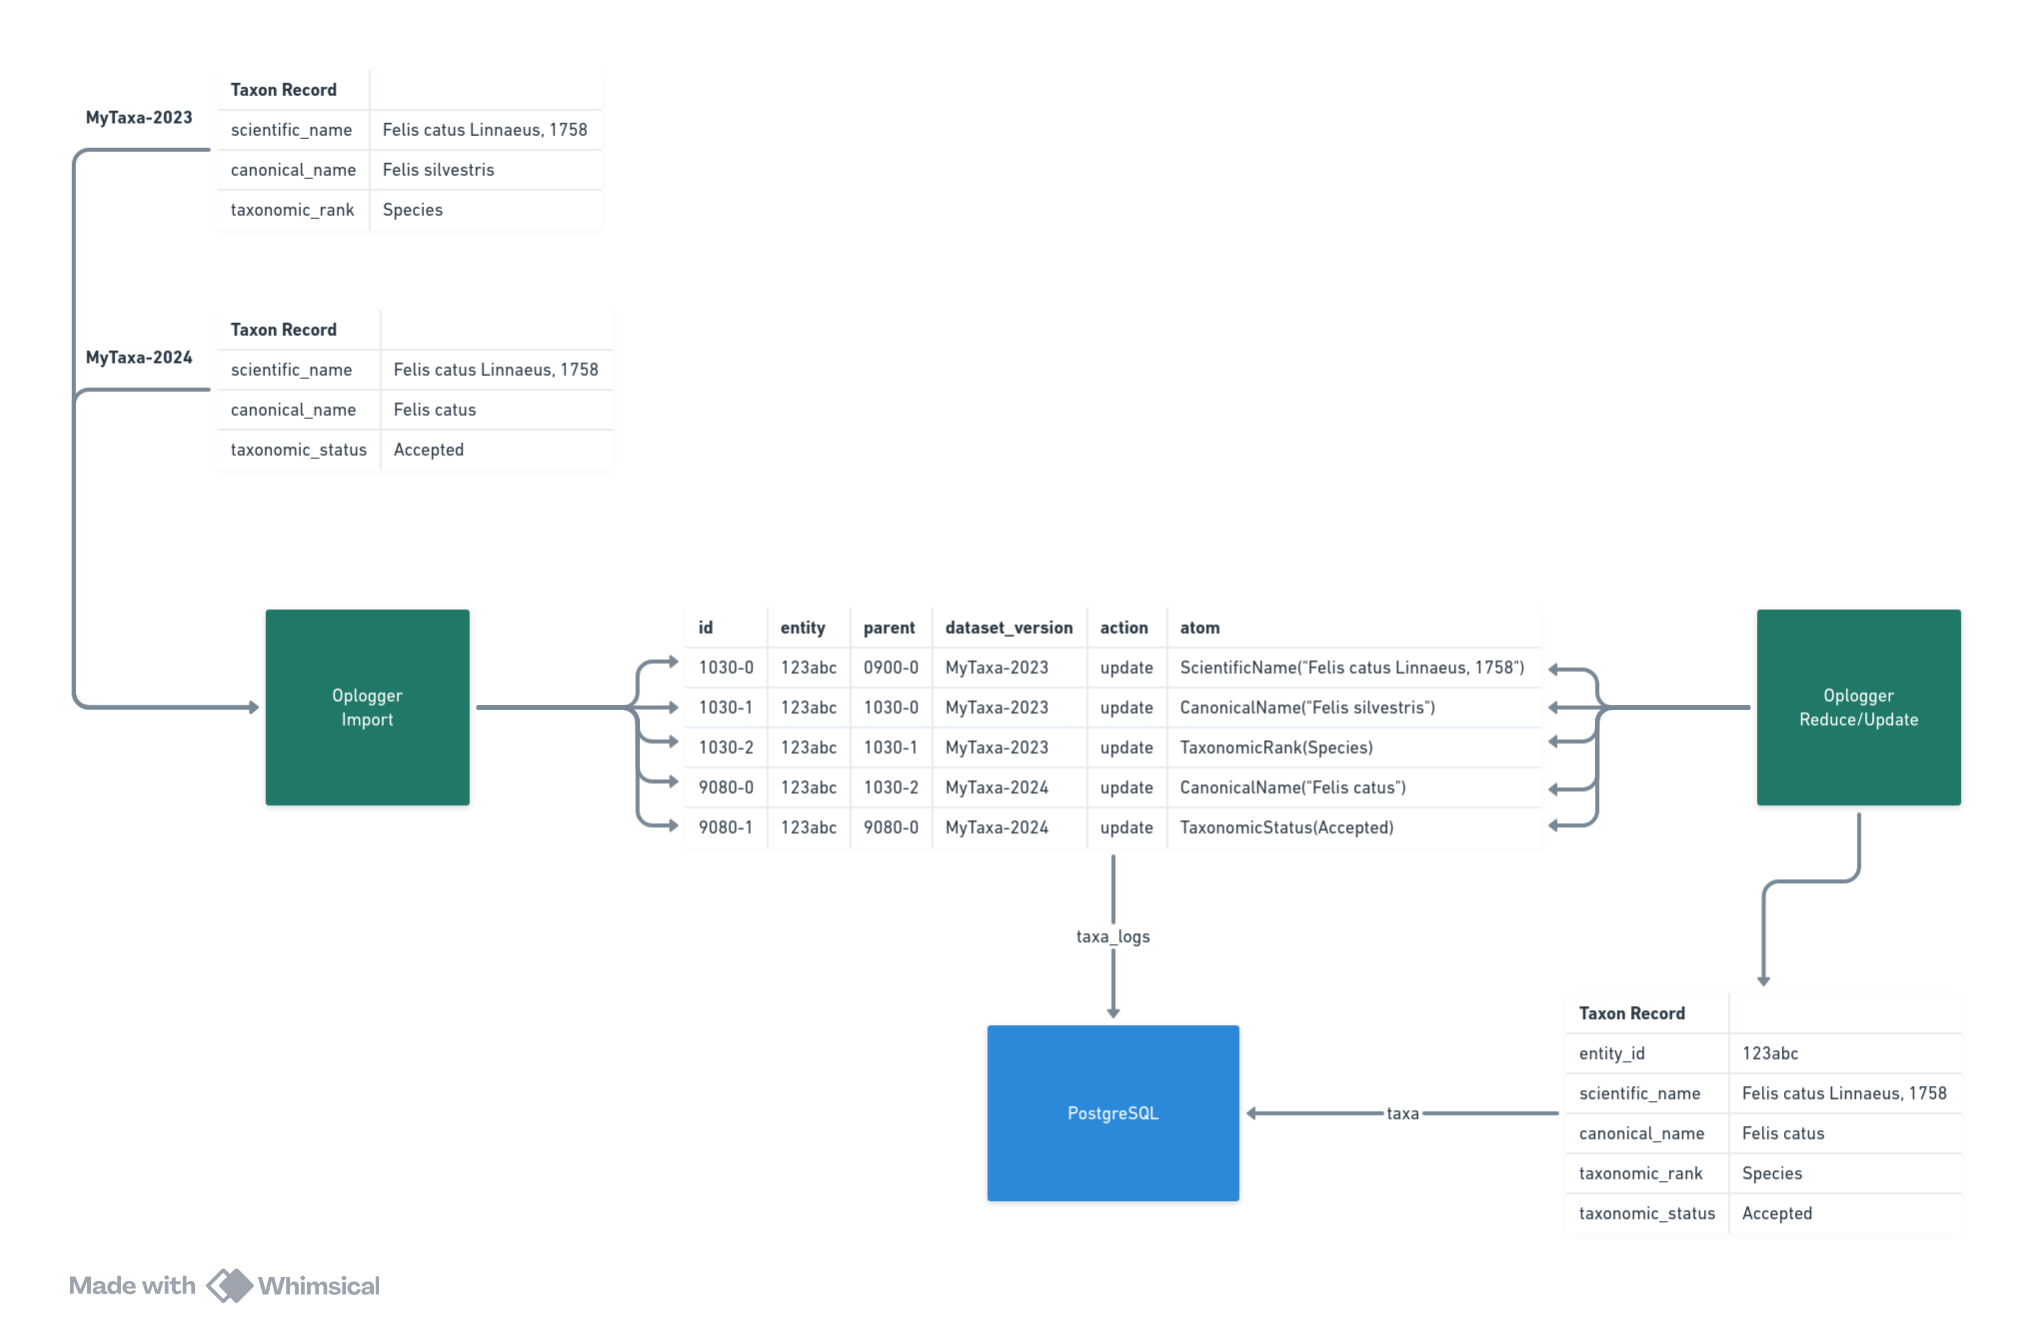 MyTaxa-2023
Taxon Record
scientific_name Felis catus Linnaeus, 1758
canonical_name Felis silvestris
taxonomic_rank Species
MyTaxa-2024
Taxon Record
scientific_name Felis catus Linnaeus, 1758
canonical_name Felis catus
taxonomic_status Accepted
Oplogger
Import
id entity parent dataset_version action atom
1030-0 123abc 0900-0 MyTaxa-2023 update ScientificName("Felis catus Linnaeus, 1758")
1030-1 123abc 1030-0 MyTaxa-2023 update CanonicalName("Felis silvestris")
1030-2 123abc 1030-1 MyTaxa-2023 update TaxonomicRank(Species)
9080-0 123abc 1030-2 MyTaxa-2024 update CanonicalName("Felis catus")
9080-1 123abc 9080-0 MyTaxa-2024 update TaxonomicStatus(Accepted)
Oplogger
Reduce/Update
taxa_logs
PostgreSQL
taxa
Taxon Record
entity_id 123abc
scientific_name Felis catus Linnaeus, 1758
canonical_name Felis catus
taxonomic_rank Species
taxonomic_status Accepted
Made with Whimsical